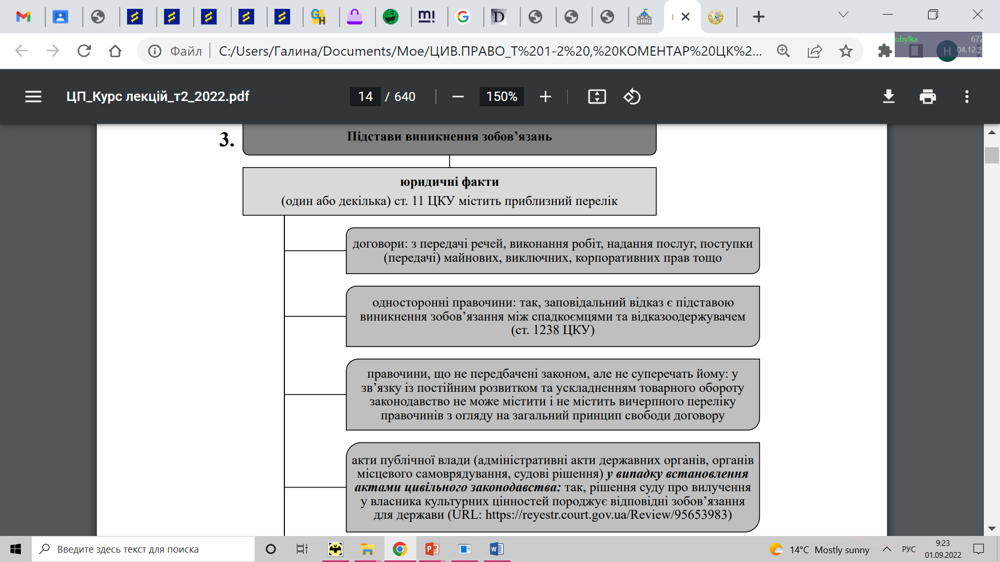 Файл
C:/Users/Галина/Documents/Мое/ЦИВ.ПРАВО_Т%201-2%20,%20КОМЕНТАР%20ЦК%2...
obylka
672
04.12.2
H
ЦП_Курс лекцій_т2_2022.pdf
14 / 640
150%
3.
Підстави виникнення зобов’язань
юридичні факти
(один або декілька) ст. 11 ЦКУ містить приблизний перелік
договори: з передачі речей, виконання робіт, надання послуг, поступки
(передачі) майнових, виключних, корпоративних прав тощо
односторонні правочини: так, заповідальний відказ є підставою
виникнення зобов’язання між спадкоємцями та відказоодержувачем
(ст. 1238 ЦКУ)
правочини, що не передбачені законом, але не суперечать йому: у
зв’язку із постійним розвитком та ускладненням товарного обороту
законодавство не може містити і не містить вичерпного переліку
правочинів з огляду на загальний принцип свободи договору
акти публічної влади (адміністративні акти державних органів, органів
місцевого самоврядування, судові рішення) у випадку встановлення
актами цивільного законодавства: так, рішення суду про вилучення
у власника культурних цінностей породжує відповідні зобов’язання
для держави (URL: https://reyestr.court.gov.ua/Review/95653983)
Введите здесь текст для поиска
14°C Mostly sunny
РУС
9:23
01.09.2022